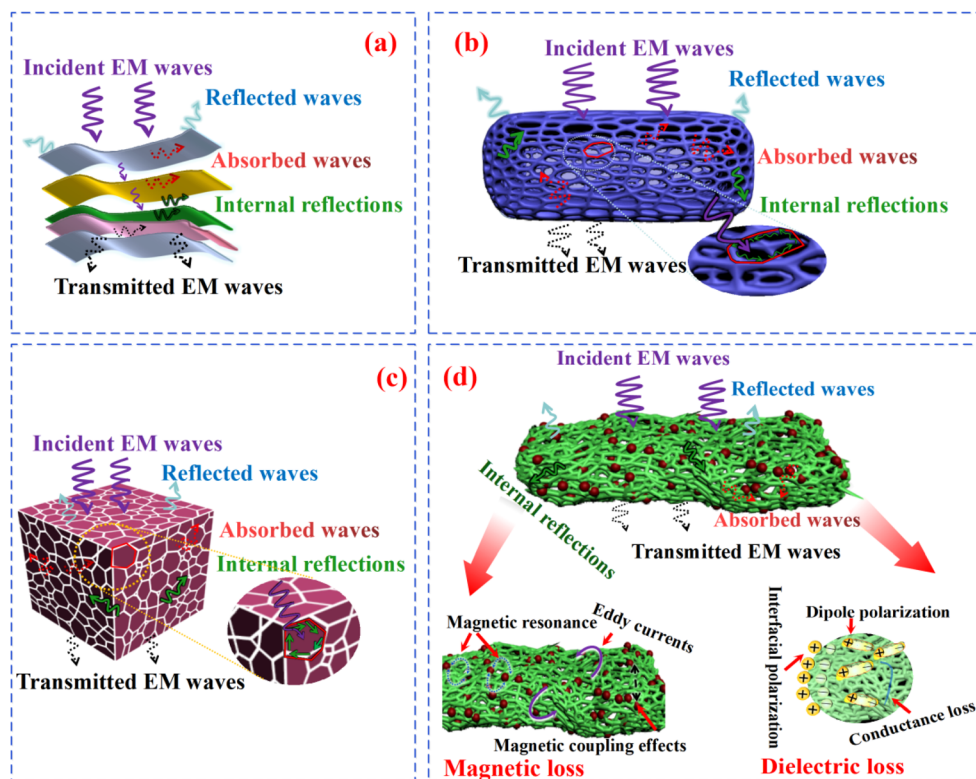 (a)
Incident EM waves
Reflected waves
Absorbed waves
Internal reflections
Transmitted EM waves
(b)
Incident EM waves
Reflected waves
Absorbed waves
Internal reflections
Transmitted EM waves
(c)
Incident EM waves
Reflected waves
Absorbed waves
Internal reflections
Transmitted EM waves
(d)
Incident EM waves
Reflected waves
Internal reflections
Absorbed waves
Transmitted EM waves
Magnetic resonance
Eddy currents
Magnetic coupling effects
Magnetic loss
Interfacial polarization
Dipole polarization
Conductance loss
Dielectric loss